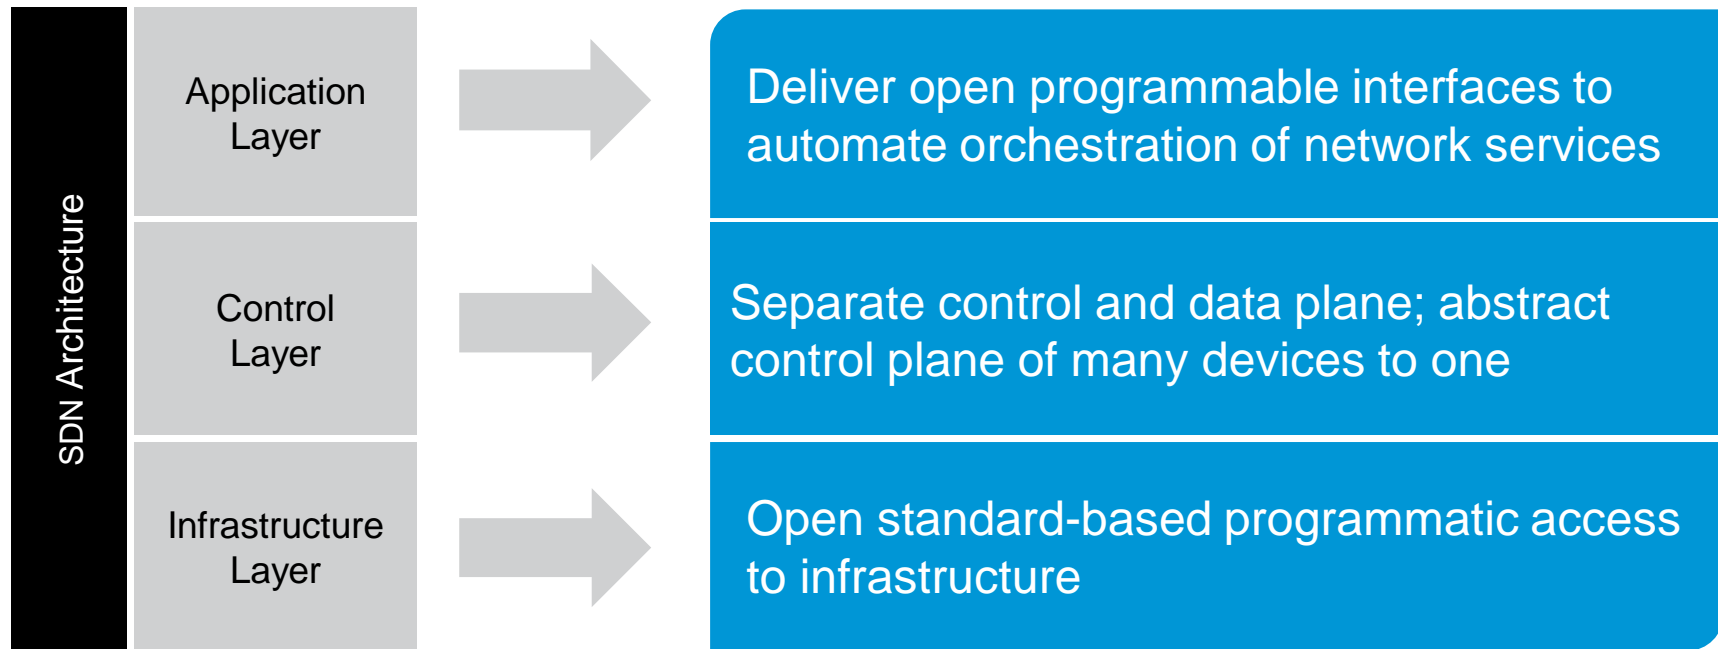 SDN Architecture
Application
Layer
Deliver open programmable interfaces to
automate orchestration of network services
Control
Layer
Separate control and data plane; abstract
control plane of many devices to one
Infrastructure
Layer
Open standard-based programmatic access
to infrastructure